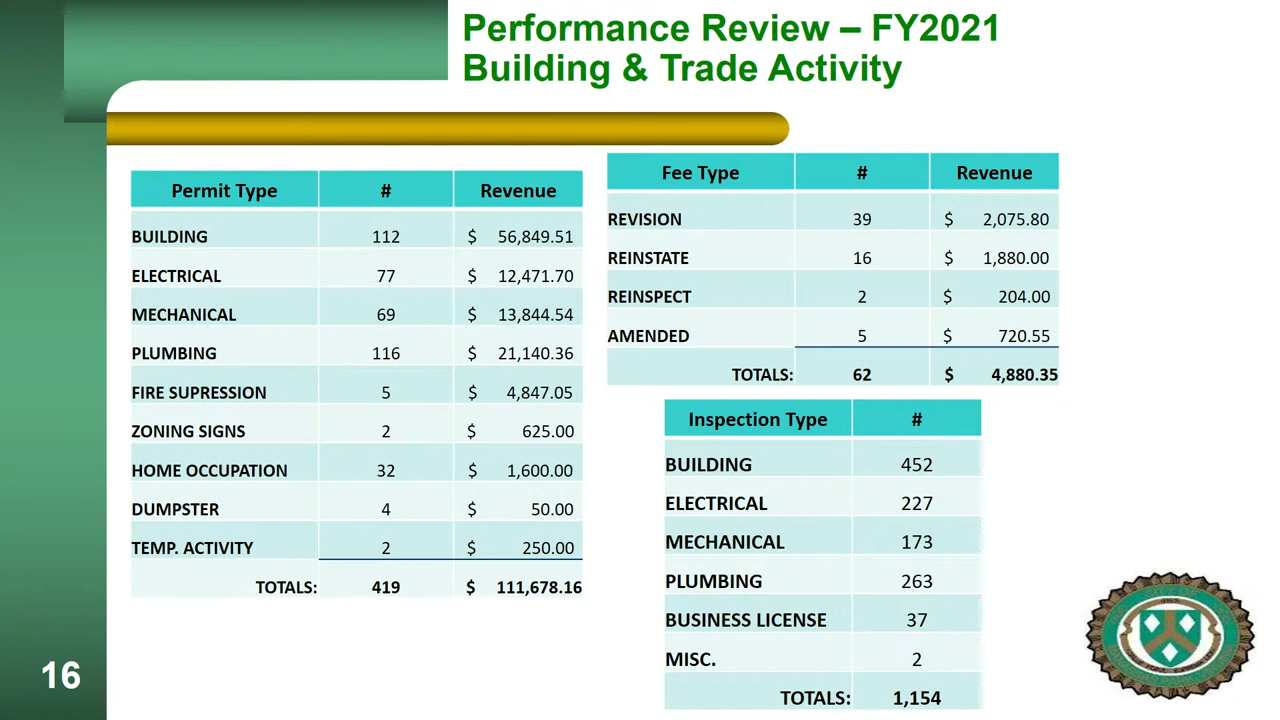 Performance Review – FY2021
Building & Trade Activity
Permit Type # Revenue
BUILDING 112 $ 56,849.51
ELECTRICAL 77 $ 12,471.70
MECHANICAL 69 $ 13,844.54
PLUMBING 116 $ 21,140.36
FIRE SUPRESSION 5 $ 4,847.05
ZONING SIGNS 2 $ 625.00
HOME OCCUPATION 32 $ 1,600.00
DUMPSTER 4 $ 50.00
TEMP. ACTIVITY 2 $ 250.00
TOTALS: 419 $ 111,678.16
Fee Type # Revenue
REVISION 39 $ 2,075.80
REINSTATE 16 $ 1,880.00
REINSPECT 2 $ 204.00
AMENDED 5 $ 720.55
TOTALS: 62 $ 4,880.35
Inspection Type #
BUILDING 452
ELECTRICAL 227
MECHANICAL 173
PLUMBING 263
BUSINESS LICENSE 37
MISC. 2
TOTALS: 1,154
16